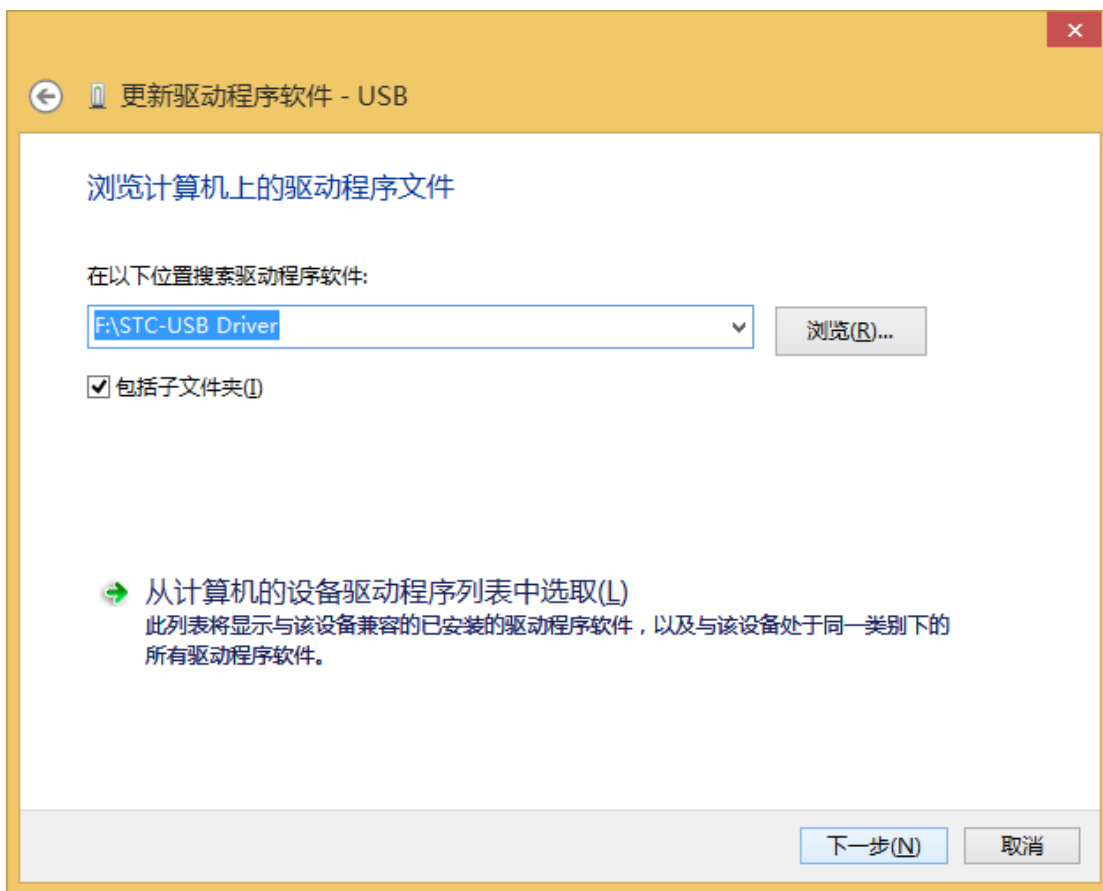 更新驱动程序软件 - USB
浏览计算机上的驱动程序文件
在以下位置搜索驱动程序软件:
F:\STC-USB Driver
浏览(R)...
包括子文件夹(I)
从计算机的设备驱动程序列表中选取(L)
此列表将显示与该设备兼容的已安装的驱动程序软件，以及与该设备处于同一类别下的
所有驱动程序软件。
下一步(N)
取消